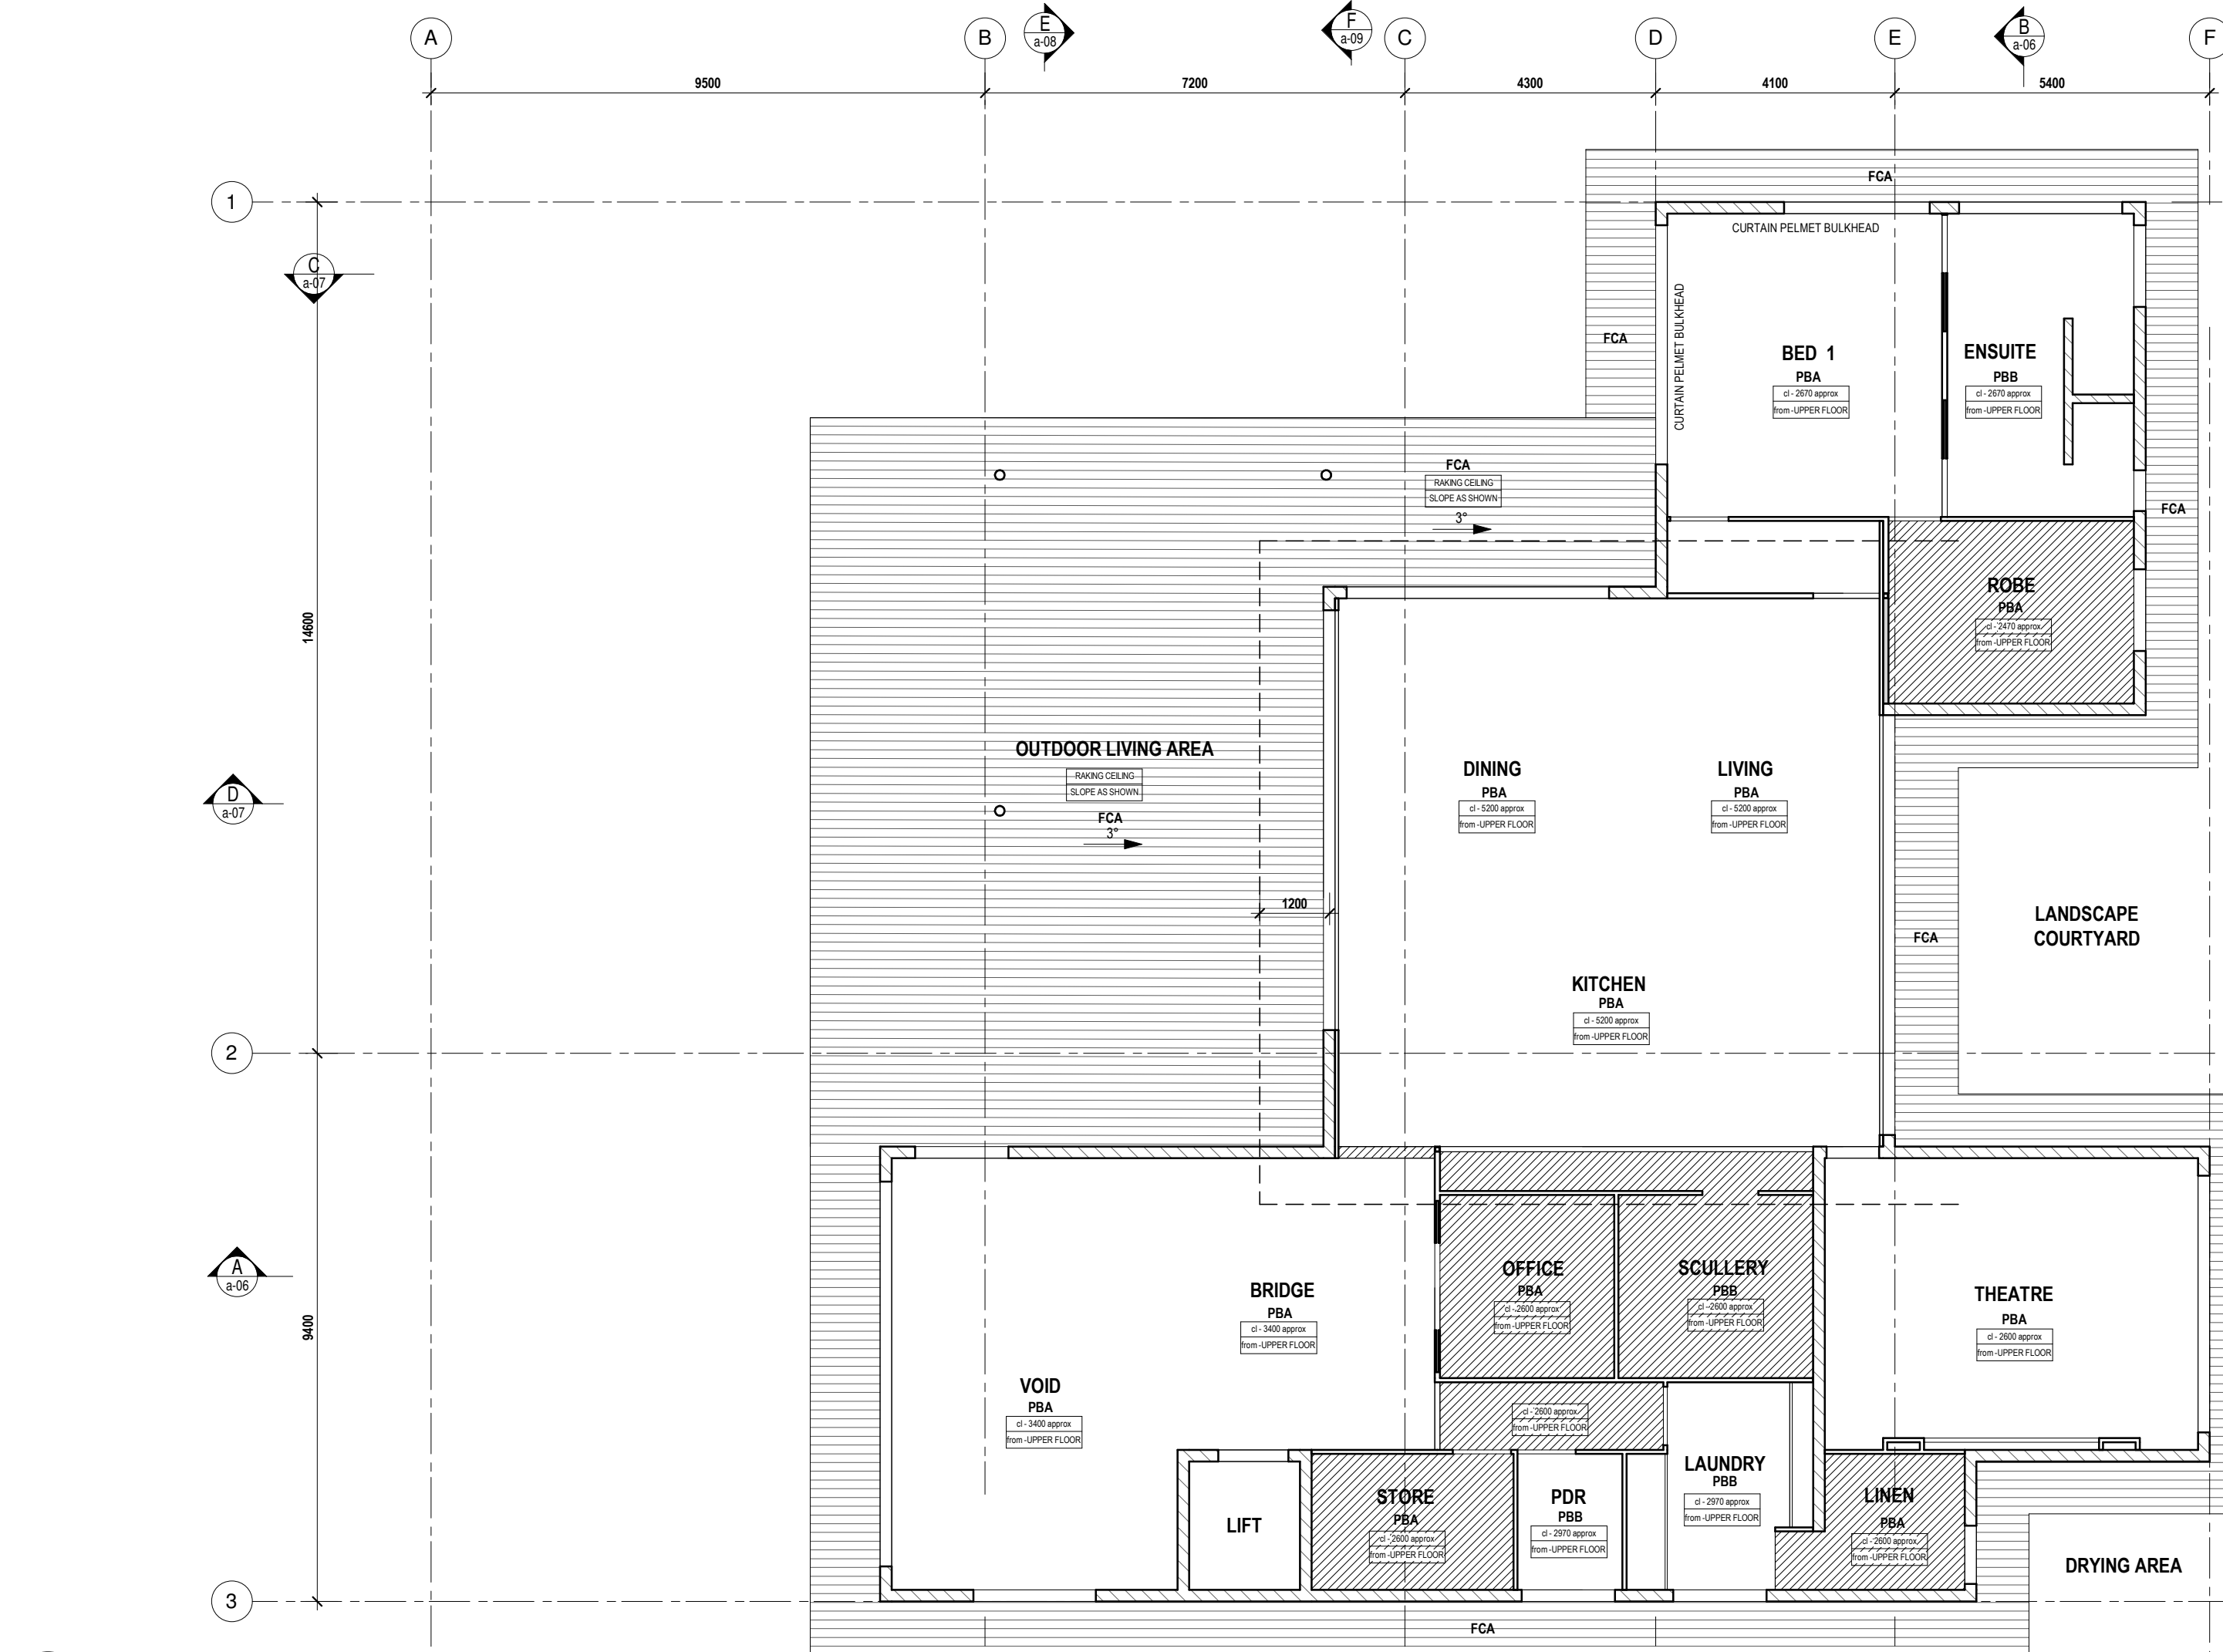 A
B
E
a-08
F
a-09
C
D
E
B
a-06
F
9500
7200
4300
4100
5400
1
FCA
CURTAIN PELMET BULKHEAD
C
a-07
CURTAIN PELMET BULKHEAD
FCA
BED 1
PBA
cl - 2670 approx
from -UPPER FLOOR
ENSUITE
PBB
cl - 2670 approx
from -UPPER FLOOR
FCA
RAKING CEILING
SLOPE AS SHOWN
3°
FCA
ROBE
PBA
cl - 2470 approx
from -UPPER FLOOR
14600
OUTDOOR LIVING AREA
RAKING CEILING
SLOPE AS SHOWN
FCA
3°
DINING
PBA
cl - 5200 approx
from -UPPER FLOOR
LIVING
PBA
cl - 5200 approx
from -UPPER FLOOR
D
a-07
1200
FCA
LANDSCAPE
COURTYARD
KITCHEN
PBA
cl - 5200 approx
from -UPPER FLOOR
2
A
a-06
9400
BRIDGE
PBA
cl - 3400 approx
from -UPPER FLOOR
OFFICE
PBA
cl - 2600 approx
from -UPPER FLOOR
SCULLERY
PBB
cl - 2600 approx
from -UPPER FLOOR
THEATRE
PBA
cl - 2600 approx
from -UPPER FLOOR
VOID
PBA
cl - 3400 approx
from -UPPER FLOOR
cl - 2600 approx
from -UPPER FLOOR
LAUNDRY
PBB
cl - 2970 approx
from -UPPER FLOOR
LIFT
STORE
PBA
cl - 2600 approx
from -UPPER FLOOR
PDR
PBB
cl - 2970 approx
from -UPPER FLOOR
LINEN
PBA
cl - 2600 approx
from -UPPER FLOOR
DRYING AREA
3
FCA